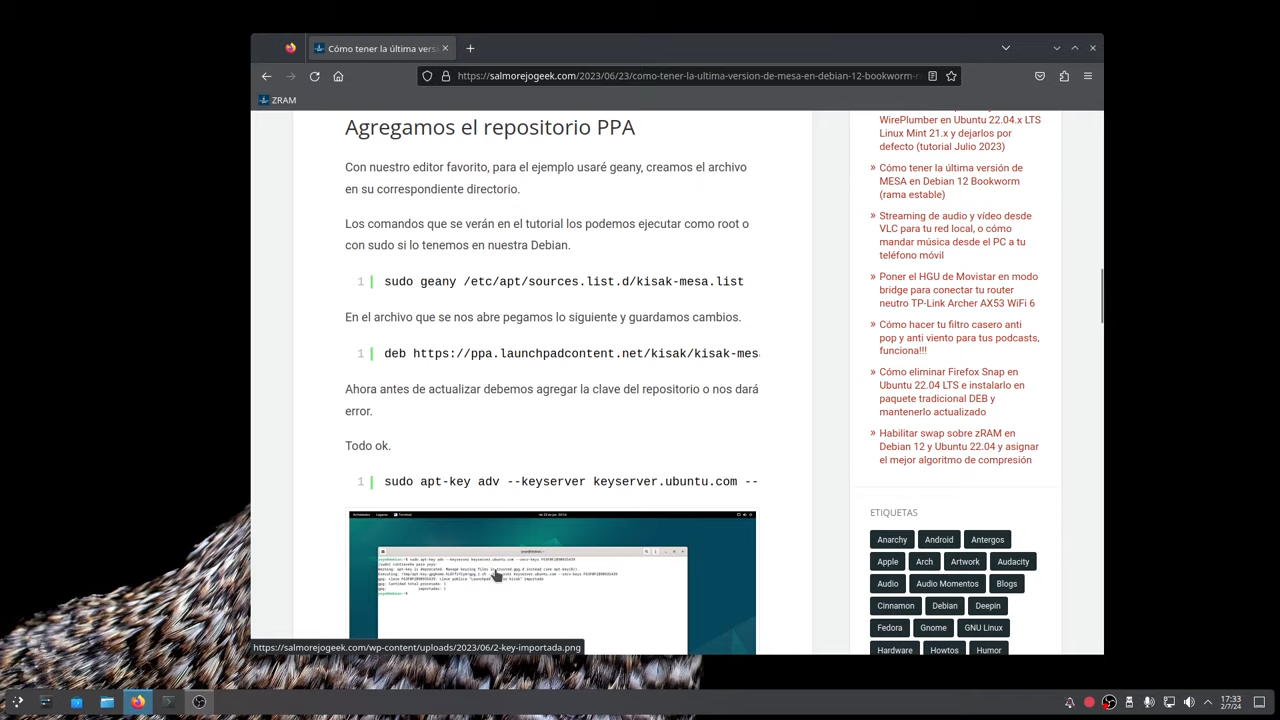 Cómo tener la última versi
https://salmorejogeek.com/2023/06/23/como-tener-la-ultima-version-de-mesa-en-debian-12-bookworm-r
ZRAM
Agregamos el repositorio PPA
Con nuestro editor favorito, para el ejemplo usaré geany, creamos el archivo
en su correspondiente directorio.
Los comandos que se verán en el tutorial los podemos ejecutar como root o
con sudo si lo tenemos en nuestra Debian.
1 sudo geany /etc/apt/sources.list.d/kisak-mesa.list
En el archivo que se nos abre pegamos lo siguiente y guardamos cambios.
1 deb https://ppa.launchpadcontent.net/kisak/kisak-mesa
Ahora antes de actualizar debemos agregar la clave del repositorio o nos dará
error.
Todo ok.
1 sudo apt-key adv --keyserver keyserver.ubuntu.com --
WirePlumber en Ubuntu 22.04.x LTS
Linux Mint 21.x y dejarlos por
defecto (tutorial Julio 2023)
» Cómo tener la última versión de
MESA en Debian 12 Bookworm
(rama estable)
» Streaming de audio y vídeo desde
VLC para tu red local, o cómo
mandar música desde el PC a tu
teléfono móvil
» Poner el HGU de Movistar en modo
bridge para conectar tu router
neutro TP-Link Archer AX53 WiFi 6
» Cómo hacer tu filtro casero anti
pop y anti viento para tus podcasts,
funciona!!!
» Cómo eliminar Firefox Snap en
Ubuntu 22.04 LTS e instalarlo en
paquete tradicional DEB y
mantenerlo actualizado
» Habilitar swap sobre zRAM en
Debian 12 y Ubuntu 22.04 y asignar
el mejor algoritmo de compresión
ETIQUETAS
Anarchy Android Antergos
Apple Arch Artwork Audacity
Audio Audio Momentos Blogs
Cinnamon Debian Deepin
Fedora Gnome GNU Linux
Hardware Howtos Humor
https://salmorejogeek.com/wp-content/uploads/2023/06/2-key-importada.png
17:33
2/7/24